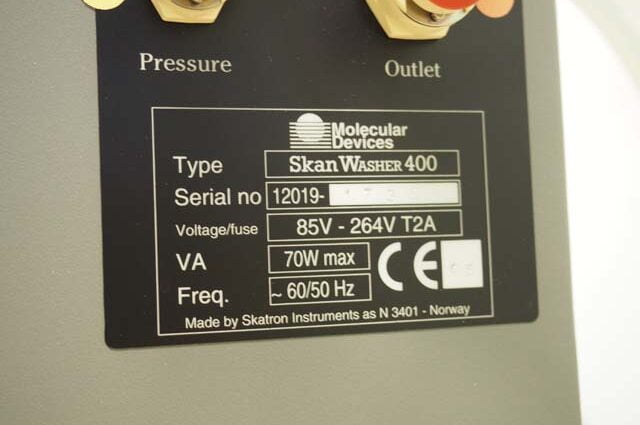 Pressure
Outlet
Molecular
Devices
Type SkanWasher 400
Serial no 12019-
Voltage/fuse 85V - 264V T2A
VA 70W max
CE
Freq. ~ 60/50 Hz
Made by Skatron Instruments as N 3401 - Norway